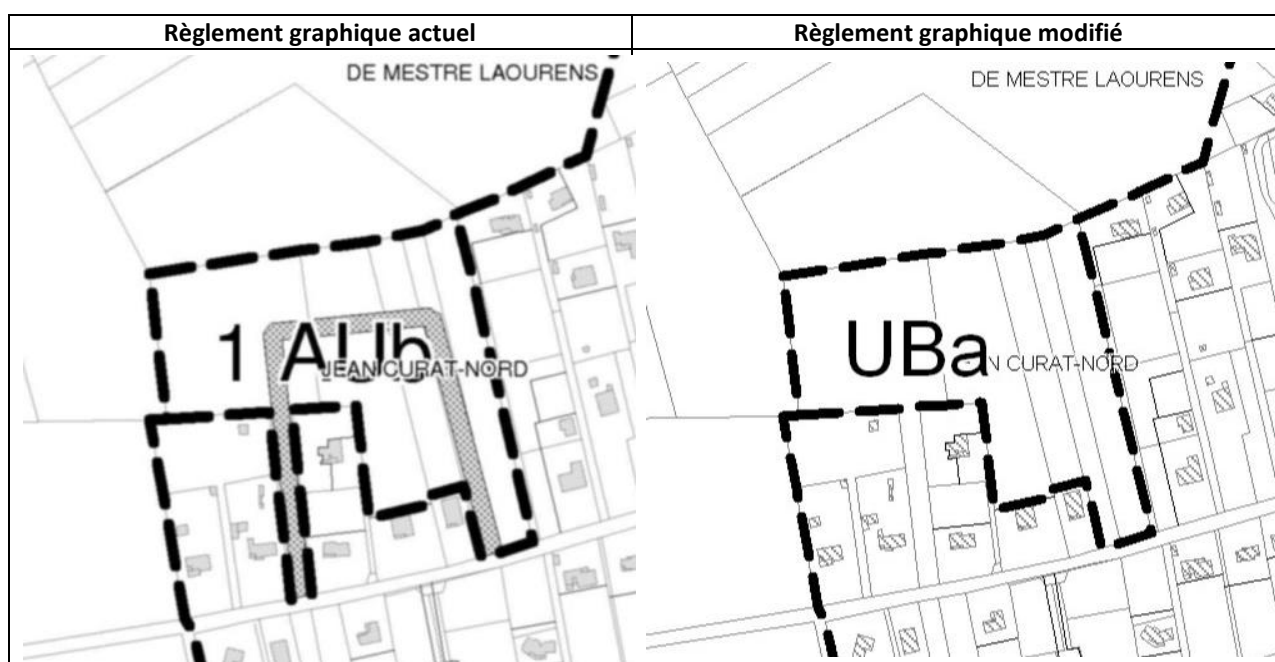 Règlement graphique actuel
Règlement graphique modifié
DE MESTRE LAOURENS
1 AUb
JEAN CURAT-NORD
DE MESTRE LAOURENS
UBa
N CURAT-NORD